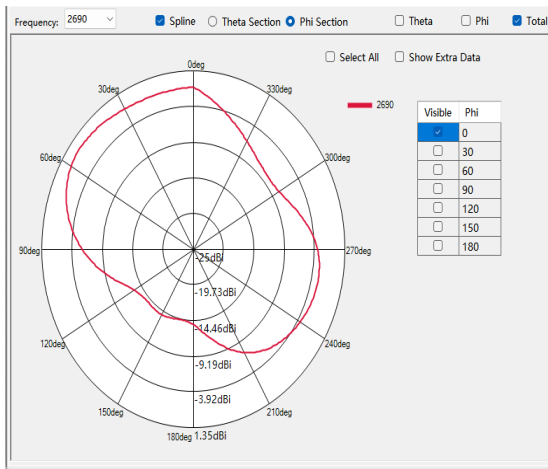 Frequency: 2690 Spline Theta Section Phi Section Theta Phi Total
Select All Show Extra Data
0deg
30deg 330deg
2690
Visible Phi
0
30
60
90
120
150
180
60deg 300deg
90deg 270deg
-25dBi
-19.73dBi
-14.46dBi
120deg 240deg
-9.19dBi
-3.92dBi
150deg 210deg
180deg 1.35dBi